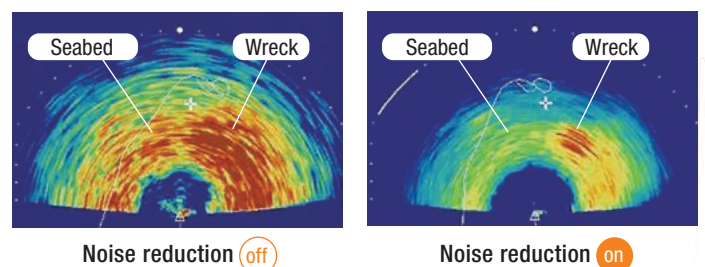 Seabed
Wreck
Seabed
Wreck
Noise reduction off
Noise reduction on